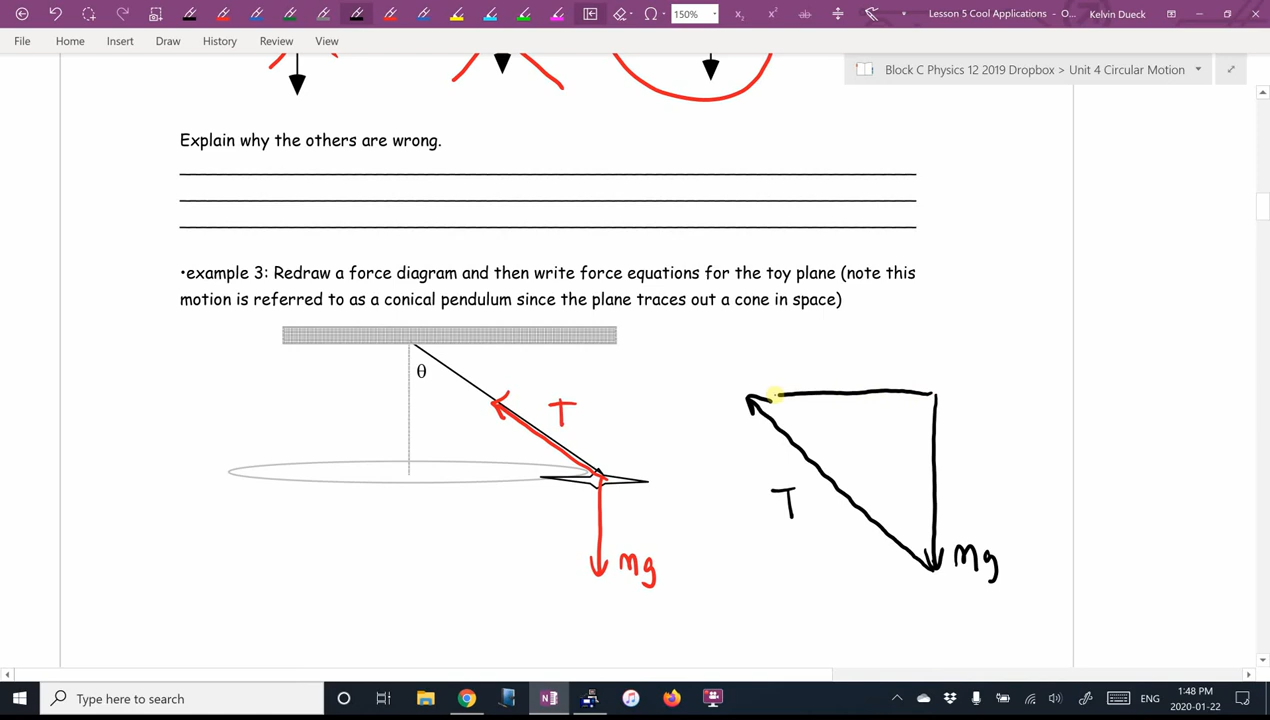 150%
Lesson 5 Cool Applications - O...
Kelvin Dueck
File
Home
Insert
Draw
History
Review
View
Block C Physics 12 2019 Dropbox > Unit 4 Circular Motion
Explain why the others are wrong.
•example 3: Redraw a force diagram and then write force equations for the toy plane (note this
motion is referred to as a conical pendulum since the plane traces out a cone in space)
θ
T
mg
T
mg
Type here to search
ENG
1:48 PM
2020-01-22